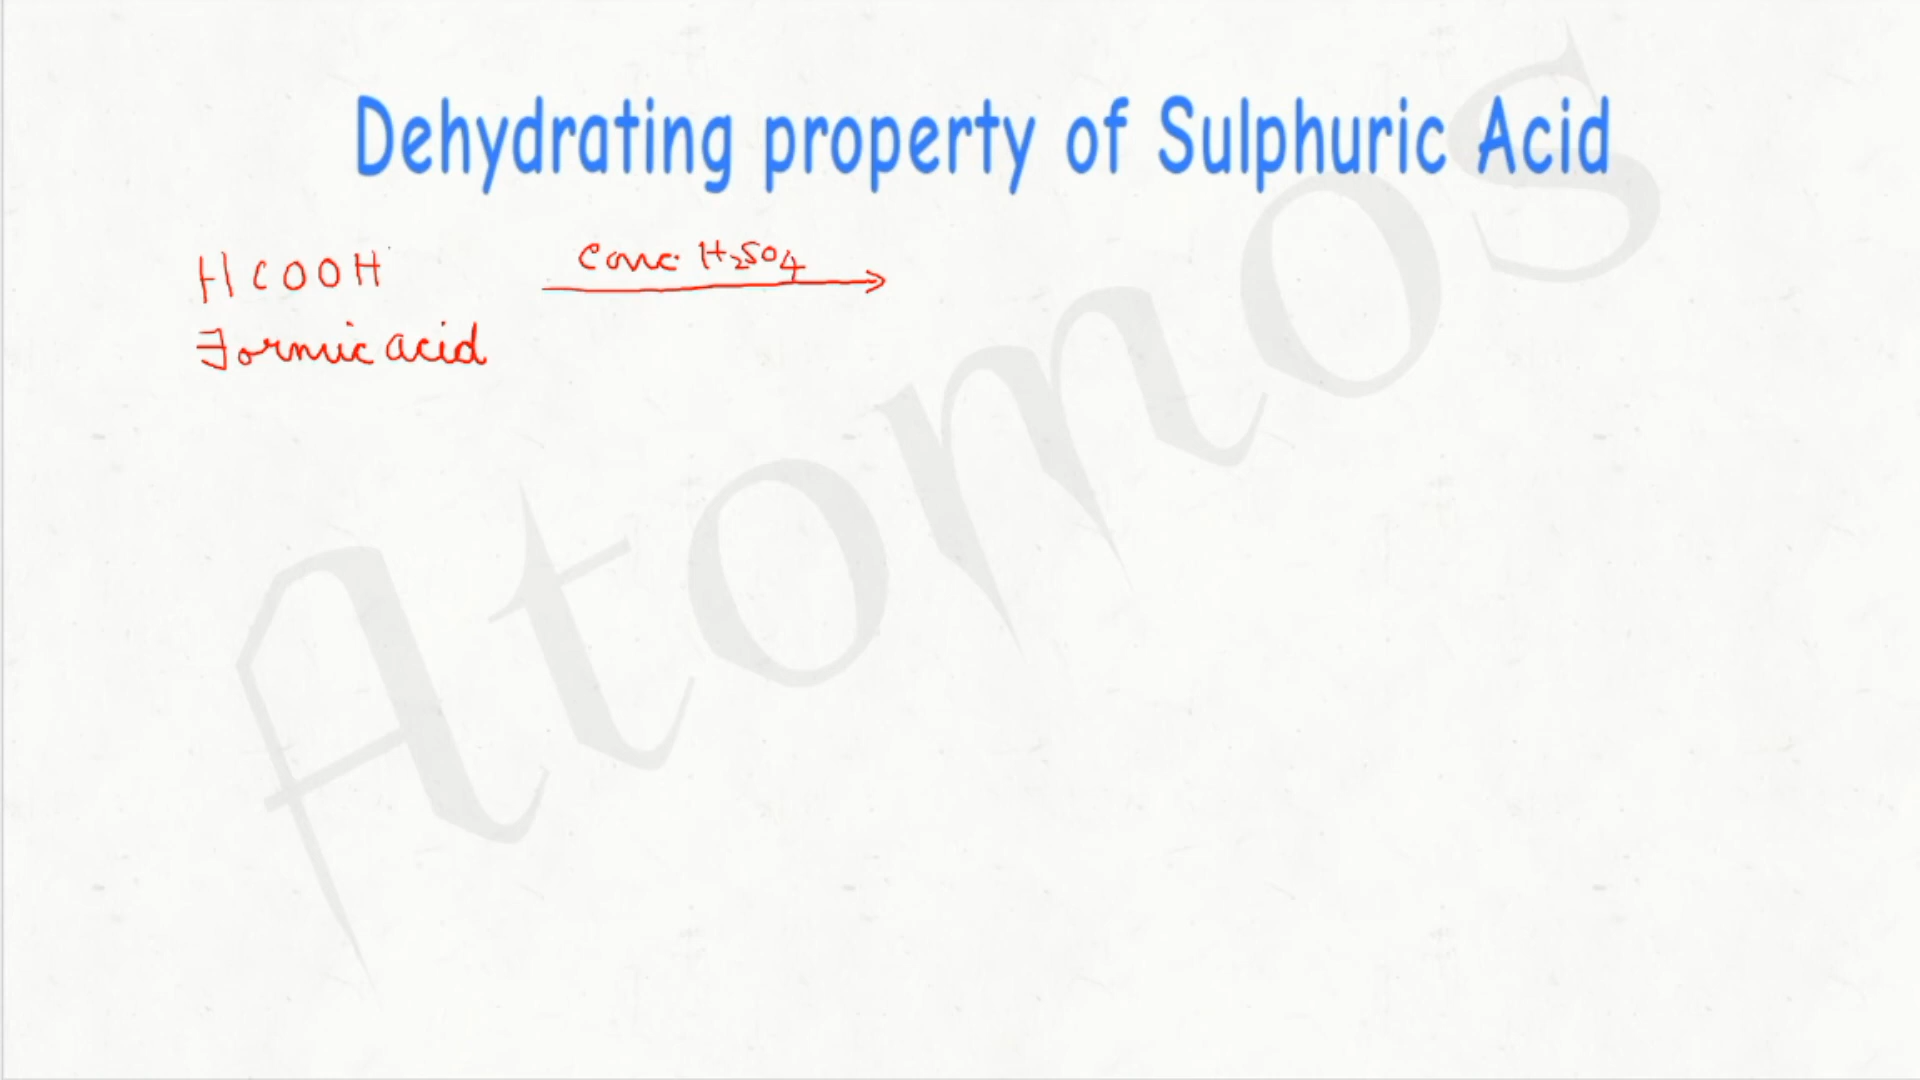 Dehydrating property of Sulphuric Acid
HCOOH conc. H₂SO₄ →
Formic acid
Atomos